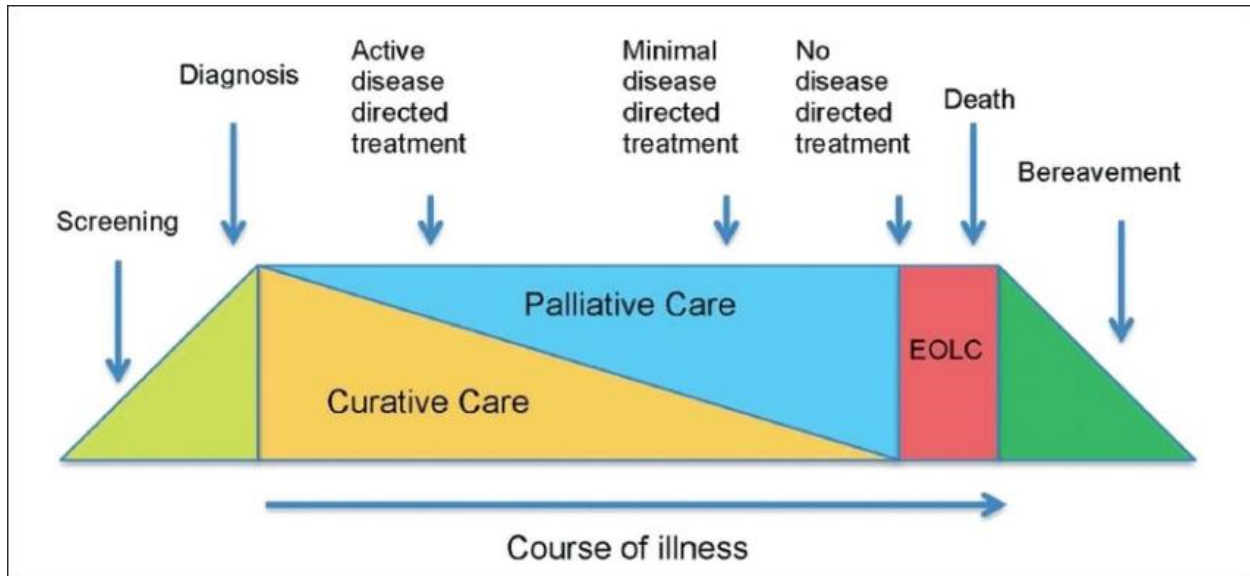 Screening
Diagnosis
Active
disease
directed
treatment
Minimal
disease
directed
treatment
No
disease
directed
treatment
Death
Bereavement
Palliative Care
Curative Care
EOLC
Course of illness